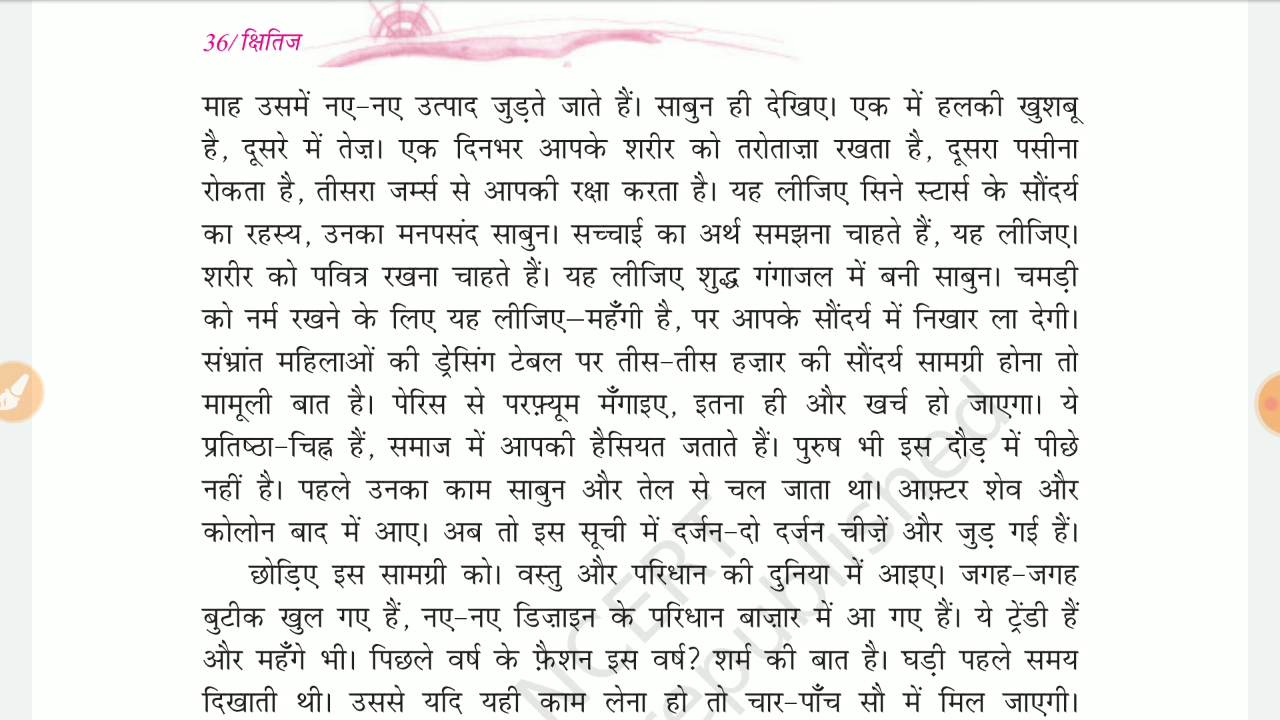 36/क्षितिज
माह उसमें नए-नए उत्पाद जुड़ते जाते हैं। साबुन ही देखिए। एक में हलकी खुशबू
है, दूसरे में तेज़। एक दिनभर आपके शरीर को तरोताज़ा रखता है, दूसरा पसीना
रोकता है, तीसरा जर्म्स से आपकी रक्षा करता है। यह लीजिए सिने स्टार्स के सौंदर्य
का रहस्य, उनका मनपसंद साबुन। सच्चाई का अर्थ समझना चाहते हैं, यह लीजिए।
शरीर को पवित्र रखना चाहते हैं। यह लीजिए शुद्ध गंगाजल में बनी साबुन। चमड़ी
को नर्म रखने के लिए यह लीजिए—महँगी है, पर आपके सौंदर्य में निखार ला देगी।
संभ्रांत महिलाओं की ड्रेसिंग टेबल पर तीस-तीस हज़ार की सौंदर्य सामग्री होना तो
मामूली बात है। पेरिस से परफ़्यूम मँगाइए, इतना ही और खर्च हो जाएगा। ये
प्रतिष्ठा-चिह्न हैं, समाज में आपकी हैसियत जताते हैं। पुरुष भी इस दौड़ में पीछे
नहीं है। पहले उनका काम साबुन और तेल से चल जाता था। आफ़्टर शेव और
कोलोन बाद में आए। अब तो इस सूची में दर्जन-दो दर्जन चीज़ें और जुड़ गई हैं।
छोड़िए इस सामग्री को। वस्तु और परिधान की दुनिया में आइए। जगह-जगह
बुटीक खुल गए हैं, नए-नए डिज़ाइन के परिधान बाज़ार में आ गए हैं। ये ट्रेंडी हैं
और महँगे भी। पिछले वर्ष के फ़ैशन इस वर्ष? शर्म की बात है। घड़ी पहले समय
दिखाती थी। उससे यदि यही काम लेना हो तो चार-पाँच सौ में मिल जाएगी।
NCERT
republished